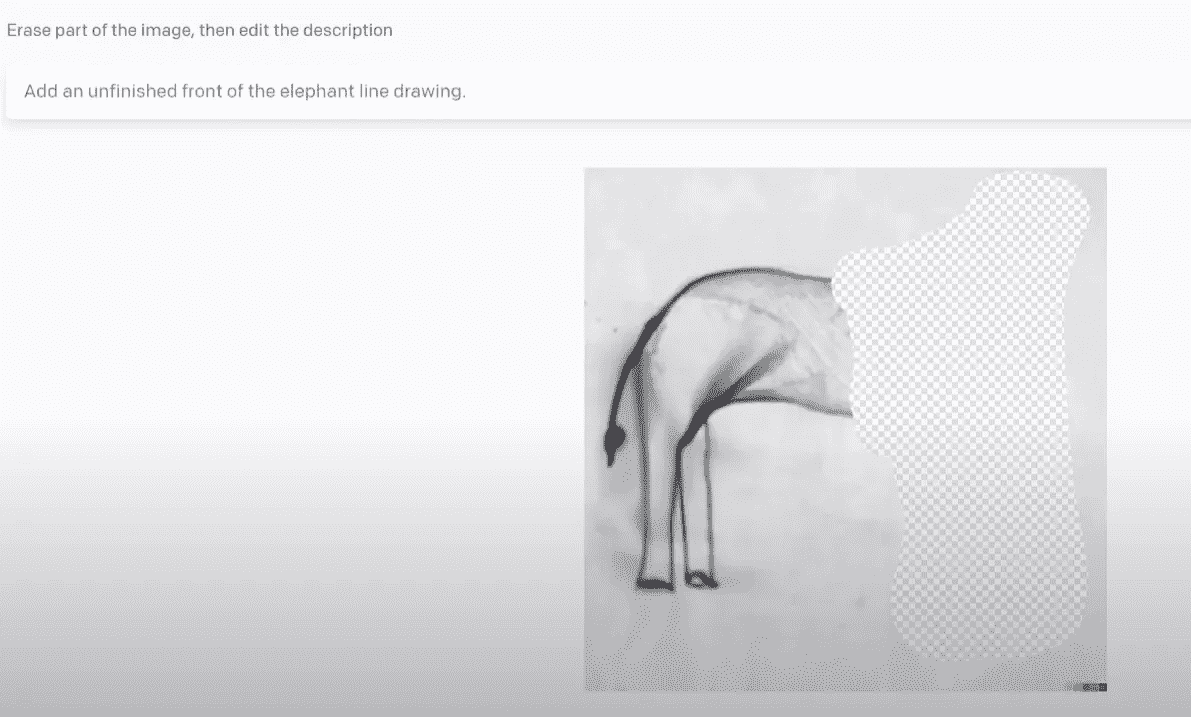 Erase part of the image, then edit the description
Add an unfinished front of the elephant line drawing.